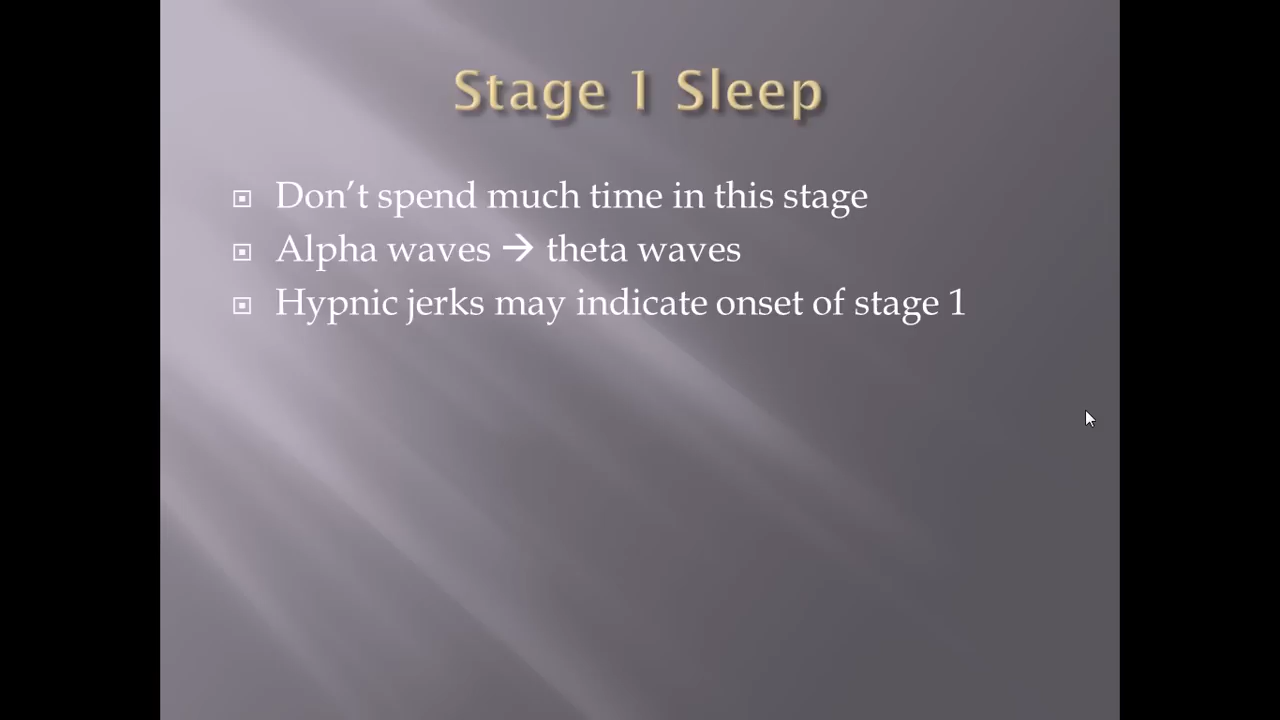 Stage 1 Sleep
Don’t spend much time in this stage
Alpha waves → theta waves
Hypnic jerks may indicate onset of stage 1